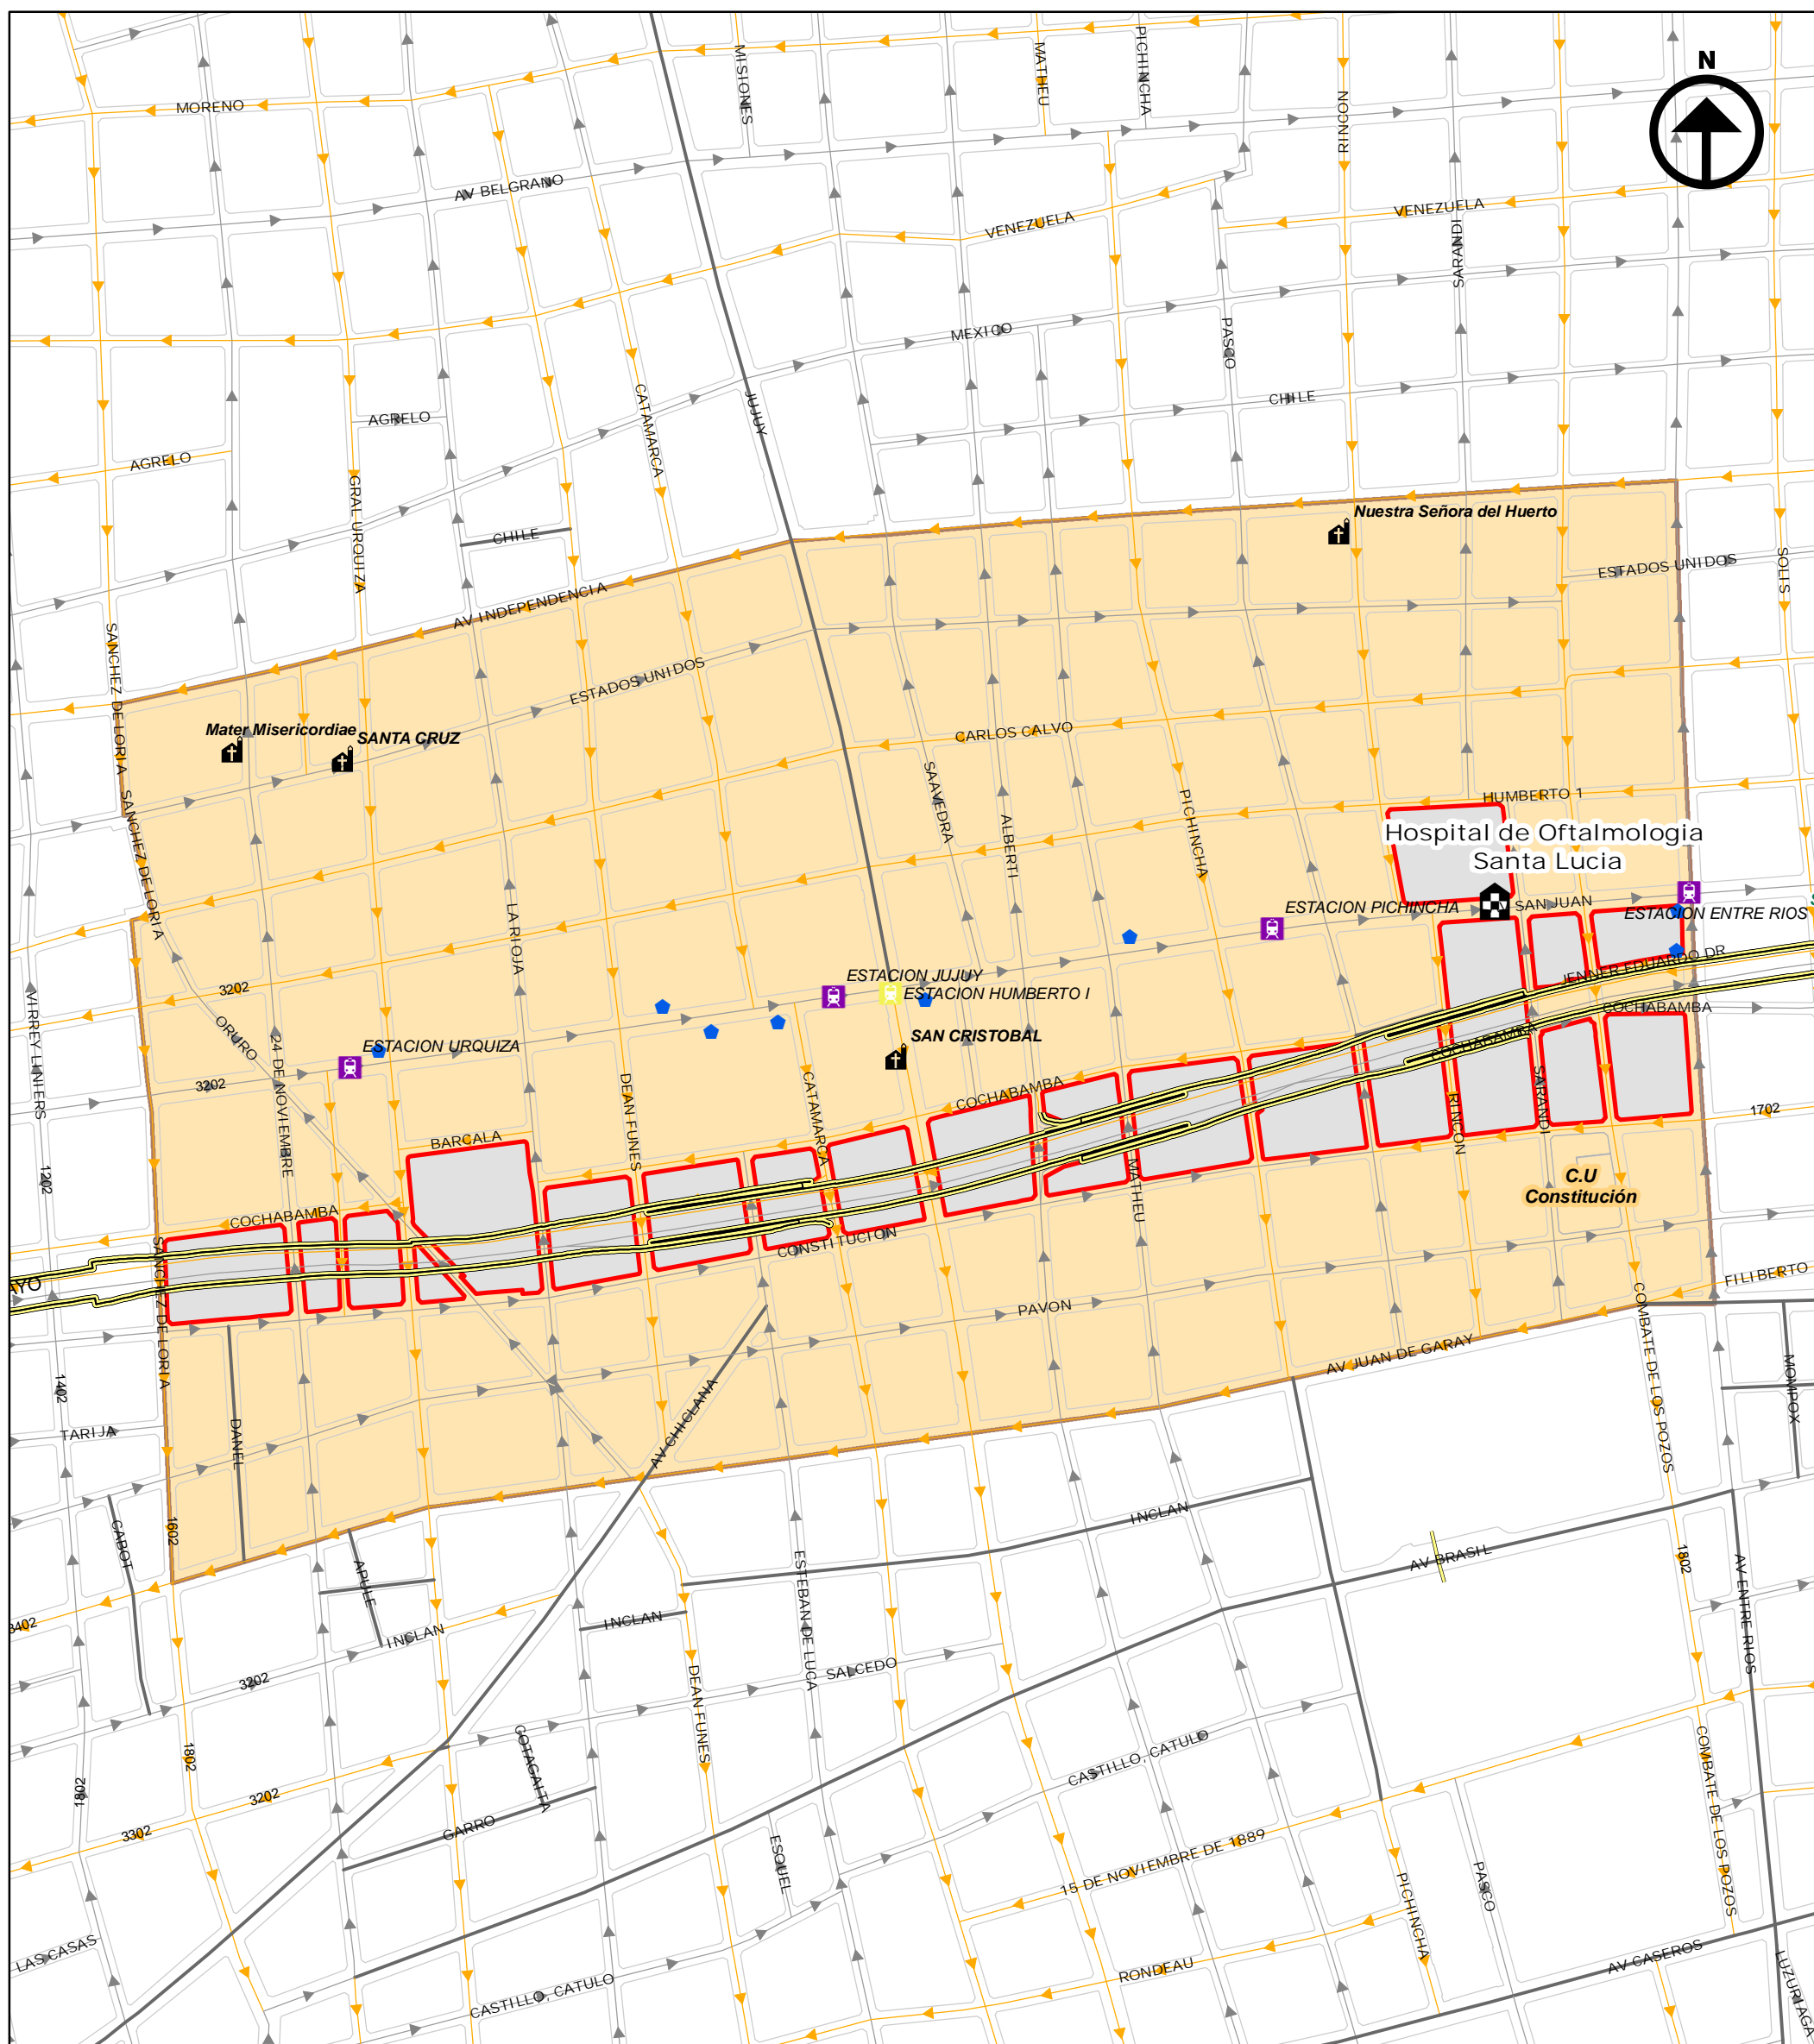 N
MORENO
MISIONES
MATHEU
PICHINCHA
RINCON
AV BELGRANO
VENEZUELA
VENEZUELA
SARANDI
MEXICO
PASCO
CHILE
JUJUY
CATAMARCA
AGRELO
AGRELO
GRAL URQUIZA
CHILE
Nuestra Señora del Huerto
ESTADOS UNIDOS
SOLIS
AV INDEPENDENCIA
SANCHEZ DE LORIA
ESTADOS UNIDOS
Mater Misericordiae
SANTA CRUZ
CARLOS CALVO
SAAVEDRA
ALBERTI
PICHINCHA
HUMBERTO 1
Hospital de Oftalmologia
Santa Lucia
SANCHEZ DE LORIA
LA RIOJA
ESTACION PICHINCHA
SAN JUAN
ESTACION ENTRE RIOS
JENNER EDUARDO DR
ESTACION JUJUY
ESTACION HUMBERTO I
3202
COCHABAMBA
VIRREY LINIERS
ORURO
24 DE NOVIEMBRE
ESTACION URQUIZA
SAN CRISTOBAL
COCHABAMBA
3202
DEAN FUNES
CATAMARCA
COCHABAMBA
RINCON
SARANDI
1702
BARCALA
1202
MATHEU
C.U
Constitución
COCHABAMBA
CONSTITUCION
AYO
SANCHEZ DE LORIA
FILIBERTO
PAVON
COMBATE DE LOS POZOS
AV JUAN DE GARAY
MOMPOX
1402
TARIJA
DANEL
AV CHICLANA
CABOT
1602
APULE
INCLAN
AV BRASIL
1802
AV ENTRE RIOS
ESTEBAN DE LUCA
3402
INCLAN
INCLAN
3202
SALCEDO
DEAN FUNES
1802
1802
GOTAGAITA
CASTILLO, CATULO
COMBATE DE LOS POZOS
3202
3302
GARRO
ESQUEL
15 DE NOVIEMBRE DE 1889
PICHINCHA
PASCO
LAS CASAS
CASTILLO, CATULO
RONDEAU
AV CASEROS
LUZURIAGA